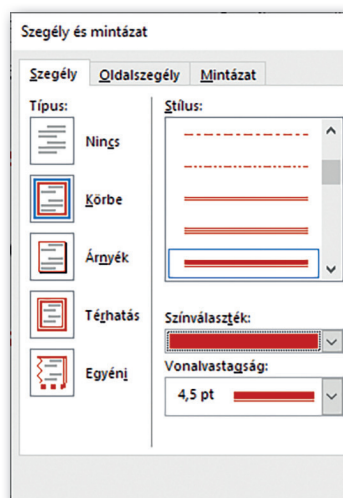 Szegély és mintázat
Szegély Oldalszegély Mintázat
Típus:
Nincs
Körbe
Árnyék
Térhatás
Egyéni
Stílus:
Színválaszték:
Vonalvastagság:
4,5 pt